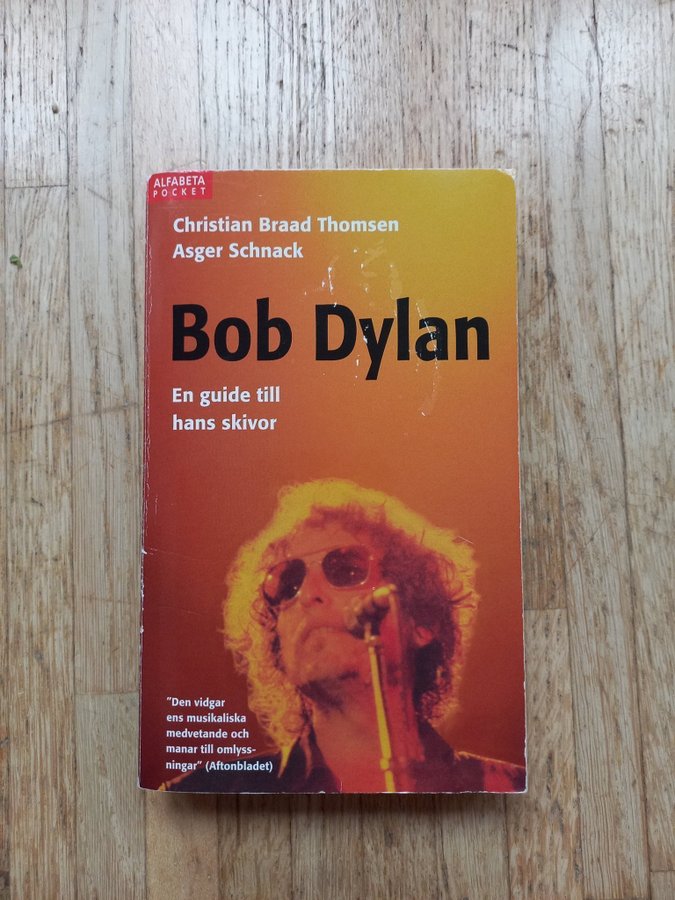 ALFABETA
POCKET
Christian Braad Thomsen
Asger Schnack
Bob Dylan
En guide till
hans skivor
”Den vidgar
ens musikaliska
medvetande och
manar till omlyss-
ningar” (Aftonbladet)